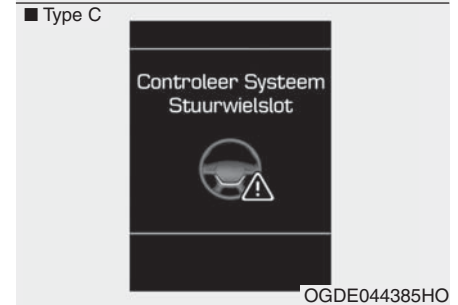 ■ Type C
Controleer Systeem
Stuurwielslot
OGDE044385HO